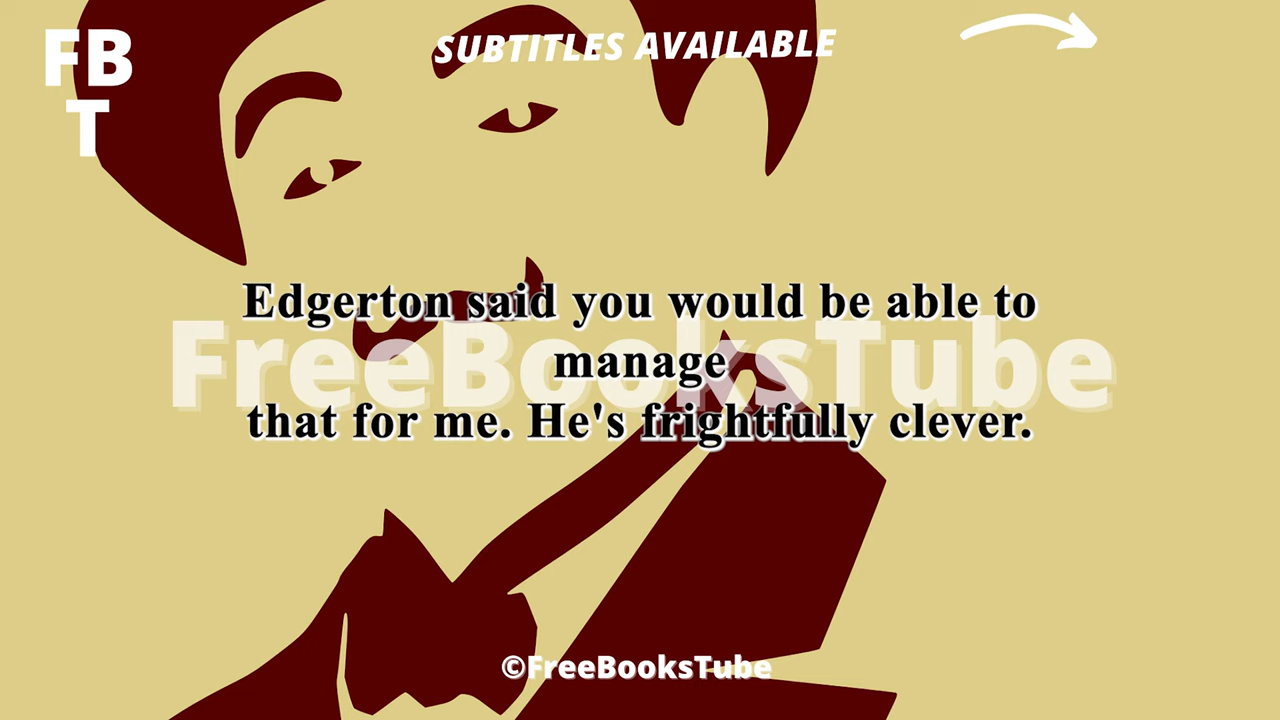 FB
T
SUBTITLES AVAILABLE
Edgerton said you would be able to
manage
that for me. He's frightfully clever.
FreeBooksTube
©FreeBooksTube